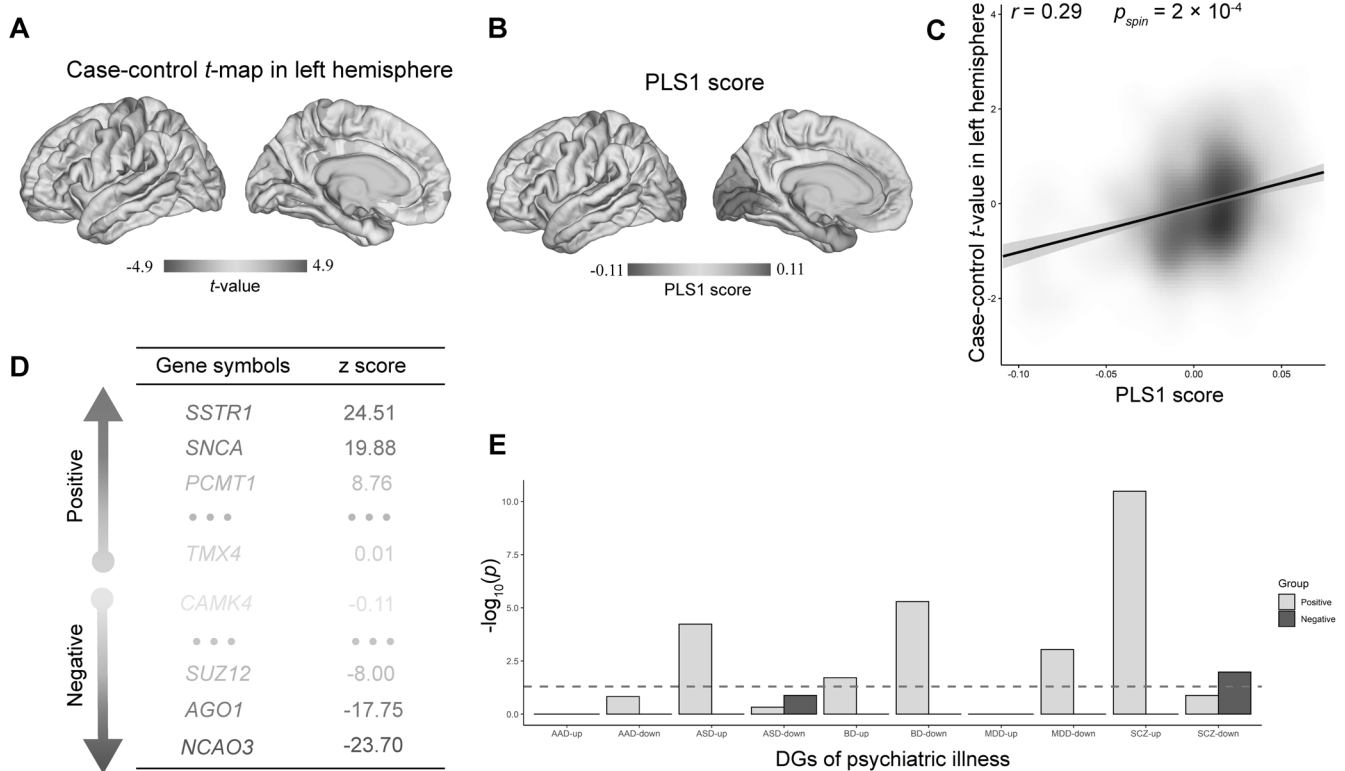 A
Case-control t-map in left hemisphere
-4.9 4.9
t-value
B
PLS1 score
-0.11 0.11
PLS1 score
C
r = 0.29 p_spin = 2 × 10⁻⁴
Case-control t-value in left hemisphere
4
2
0
-2
-0.10 -0.05 0.00 0.05
PLS1 score
D
Positive
Negative
Gene symbols z score
SSTR1 24.51
SNCA 19.88
PCMT1 8.76
• • • • • •
TMX4 0.01
CAMK4 -0.11
• • • • • •
SUZ12 -8.00
AGO1 -17.75
NCAO3 -23.70
E
-log₁₀(p)
10.0
7.5
5.0
2.5
0.0
AAD-up AAD-down ASD-up ASD-down BD-up BD-down MDD-up MDD-down SCZ-up SCZ-down
DGs of psychiatric illness
Group
Positive
Negative